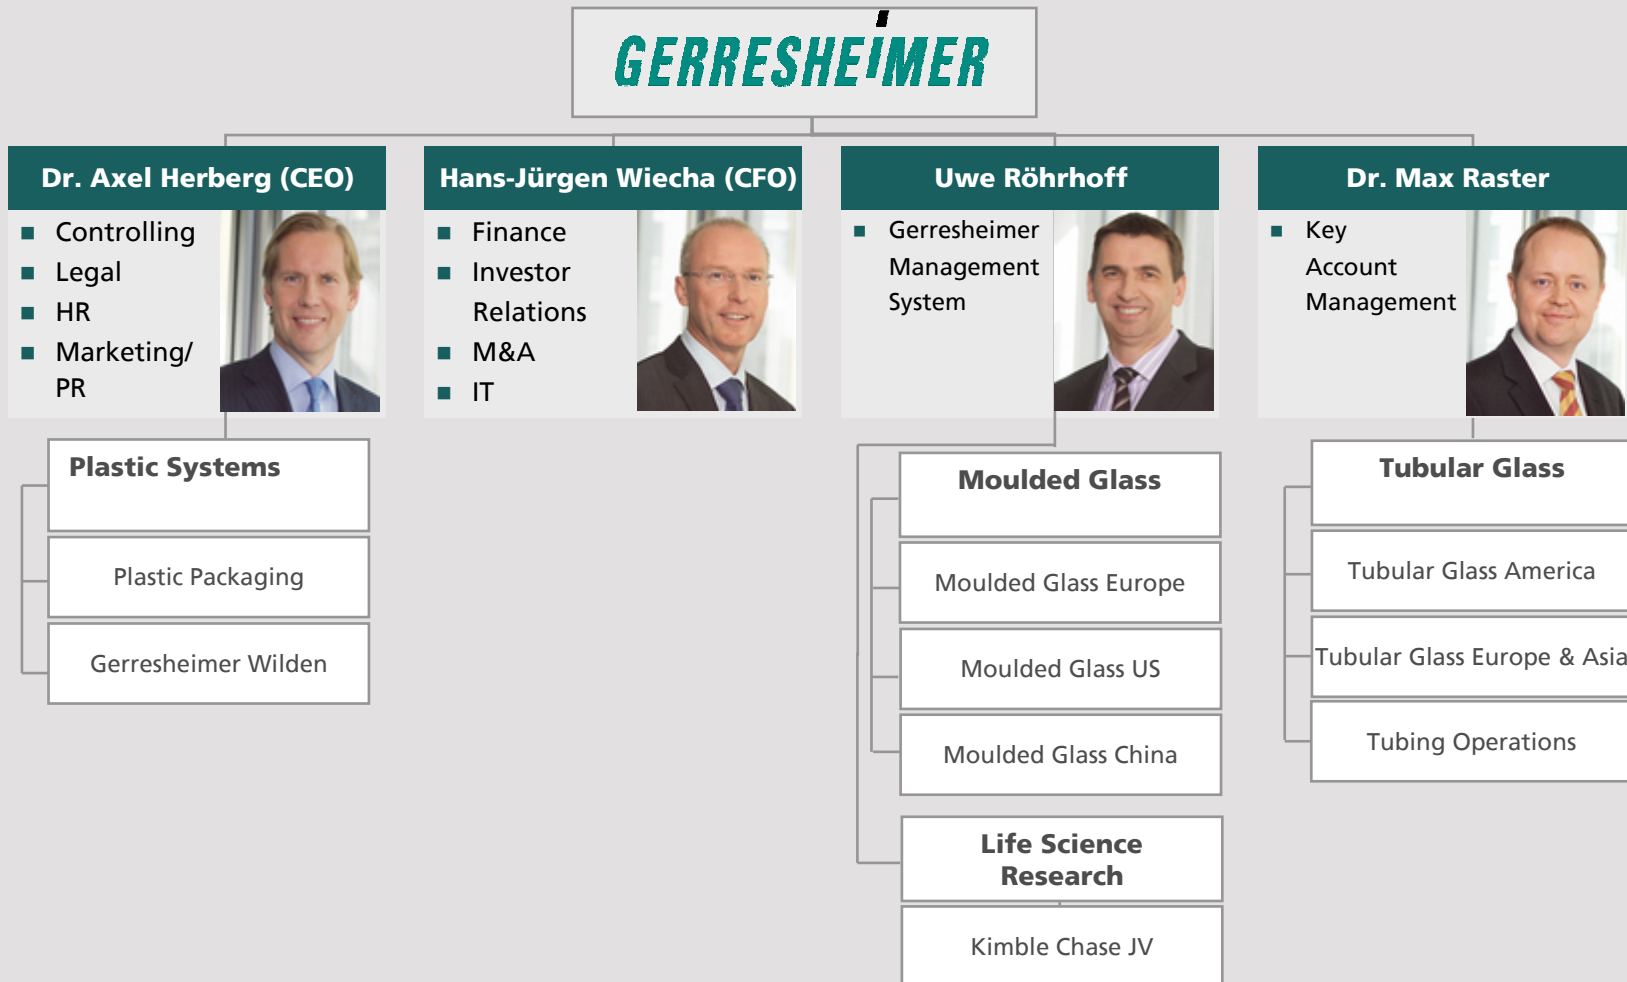 GERRESHEIMER
Dr. Axel Herberg (CEO)
Controlling
Legal
HR
Marketing/
PR
Plastic Systems
Plastic Packaging
Gerresheimer Wilden
Hans-Jürgen Wiecha (CFO)
Finance
Investor
Relations
M&A
IT
Uwe Röhrhoff
Gerresheimer
Management
System
Moulded Glass
Moulded Glass Europe
Moulded Glass US
Moulded Glass China
Life Science
Research
Kimble Chase JV
Dr. Max Raster
Key
Account
Management
Tubular Glass
Tubular Glass America
Tubular Glass Europe & Asia
Tubing Operations